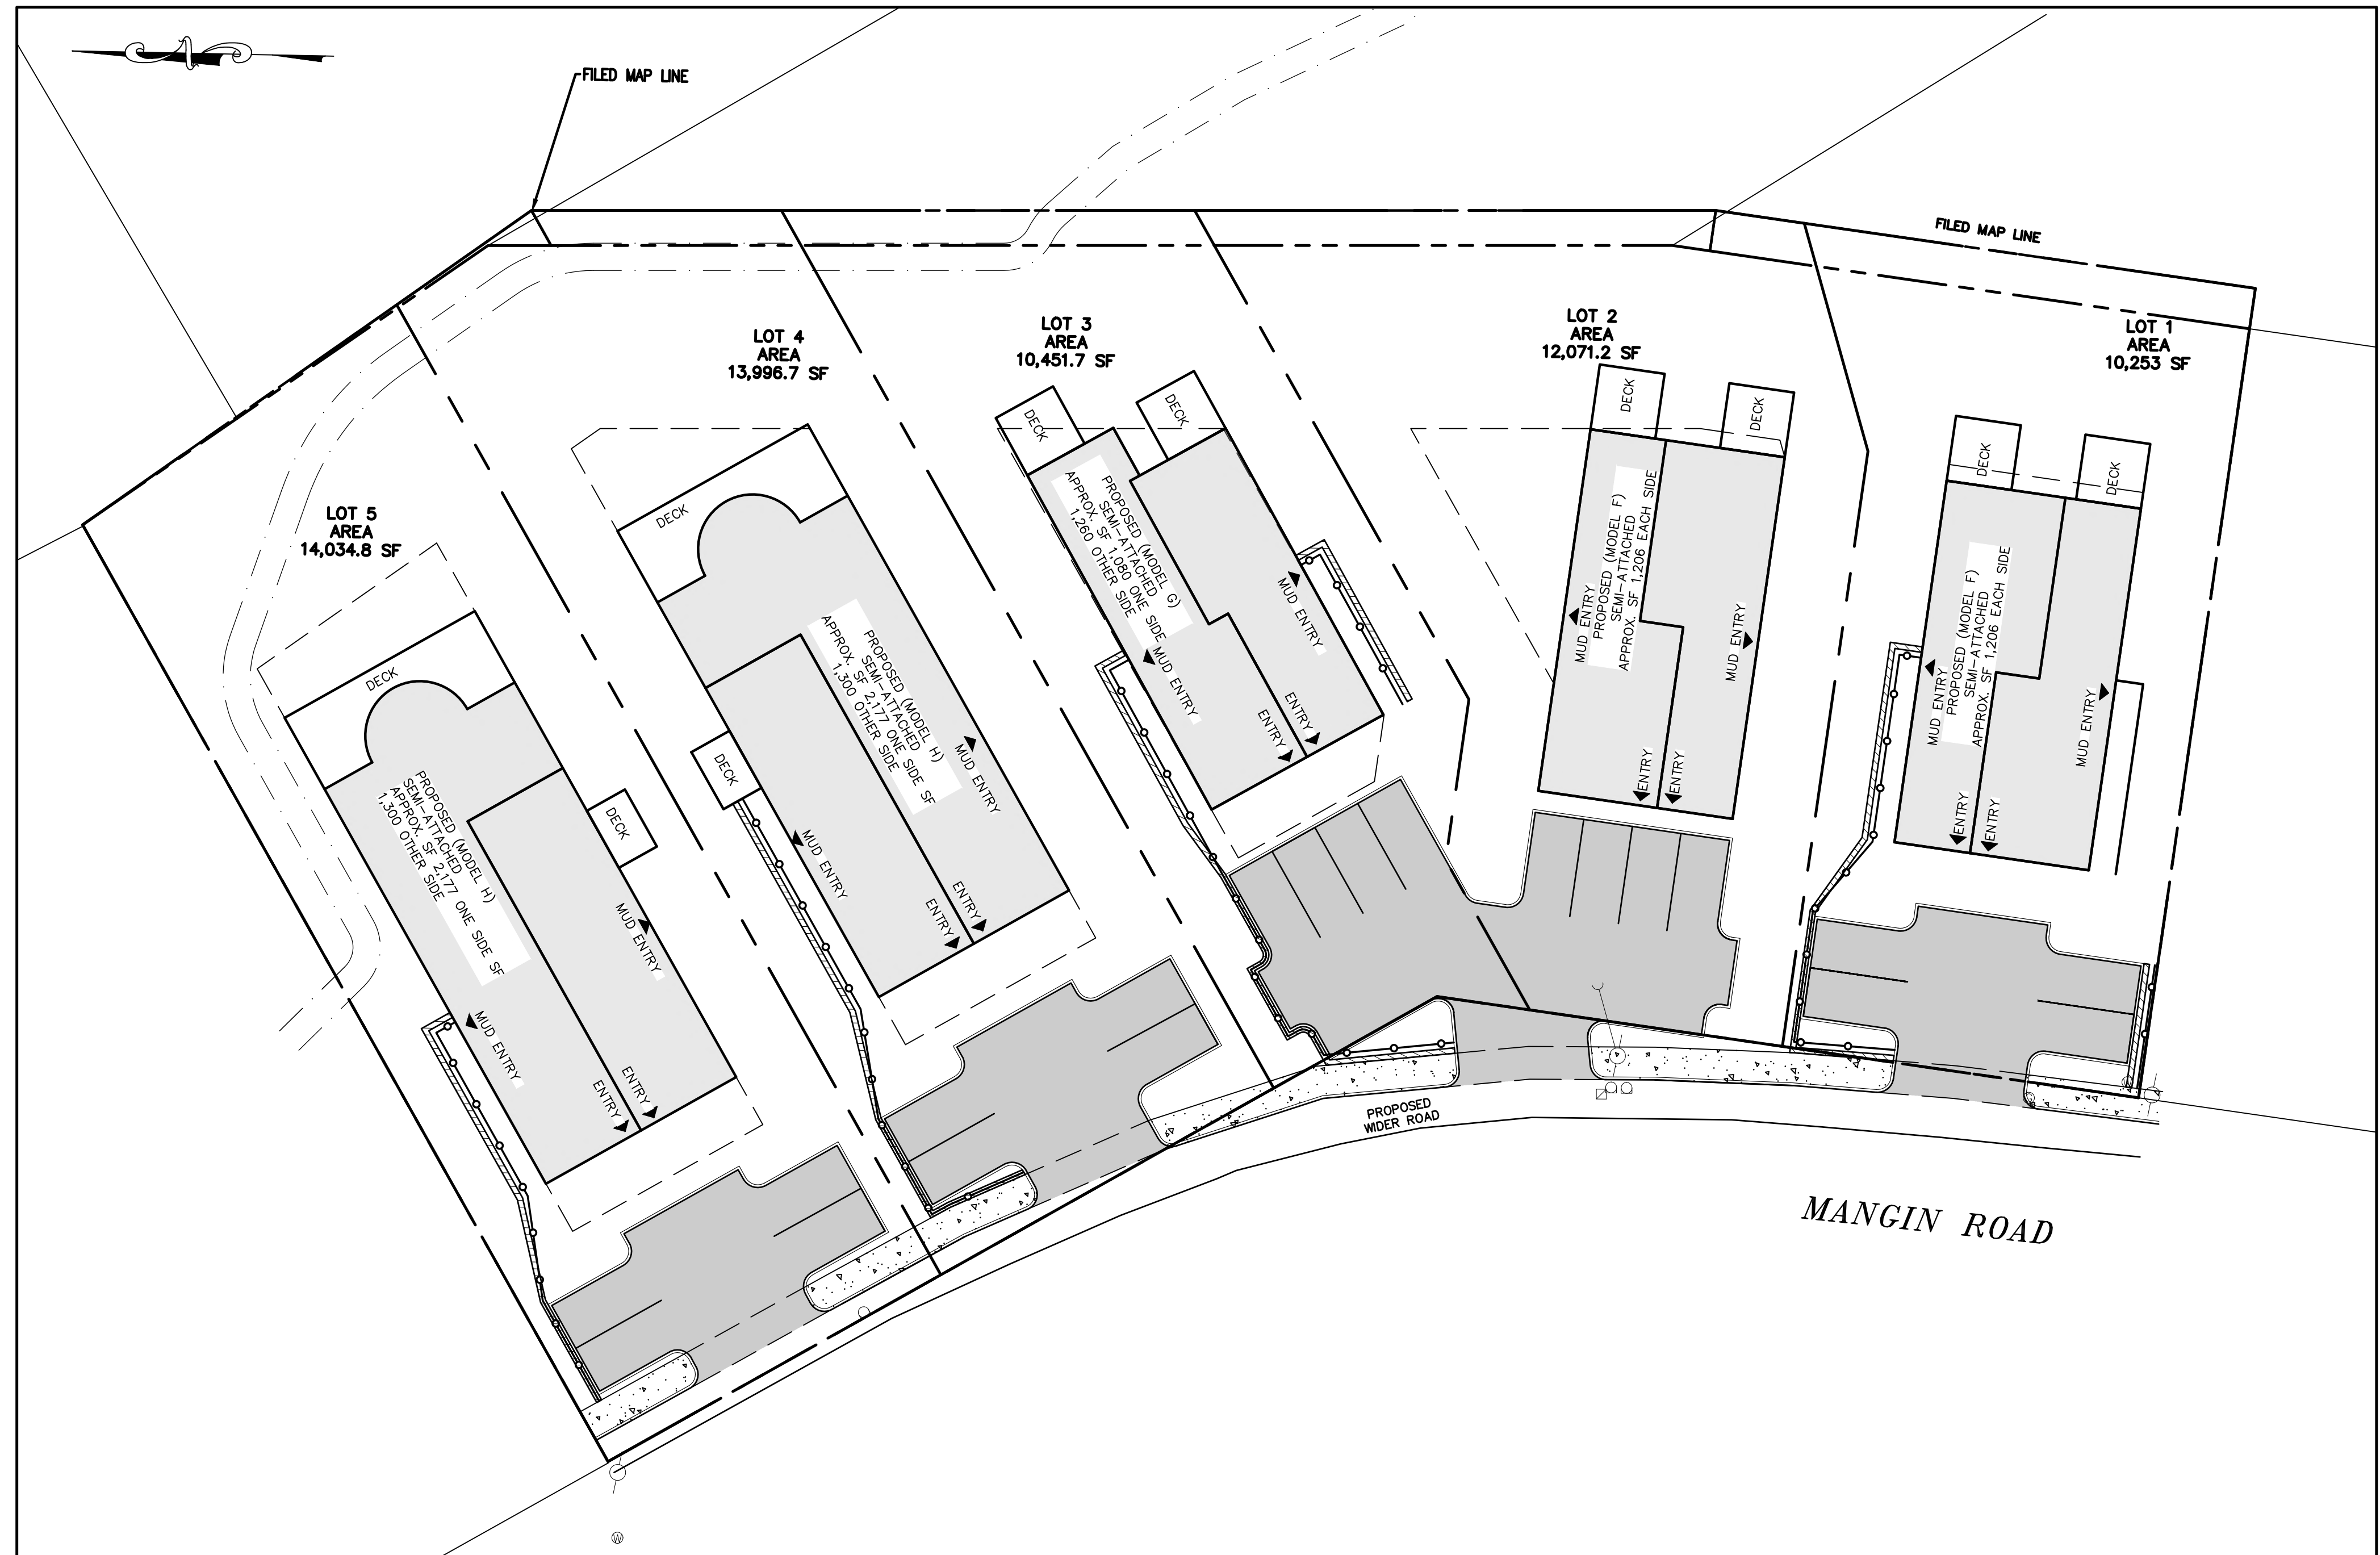 FILED MAP LINE
FILED MAP LINE
LOT 1
AREA
10,253 SF
LOT 2
AREA
12,071.2 SF
LOT 3
AREA
10,451.7 SF
LOT 4
AREA
13,996.7 SF
LOT 5
AREA
14,034.8 SF
DECK
PROPOSED (MODEL H)
SEMI-ATTACHED
APPROX. SF 2,177 ONE SIDE SF
1,300 OTHER SIDE
DECK
MUD ENTRY
MUD ENTRY
ENTRY
ENTRY
DECK
PROPOSED (MODEL H)
SEMI-ATTACHED
APPROX. SF 2,177 ONE SIDE SF
1,300 OTHER SIDE
DECK
MUD ENTRY
MUD ENTRY
ENTRY
ENTRY
DECK
DECK
PROPOSED (MODEL G)
SEMI-ATTACHED
APPROX. SF 1,080 ONE SIDE
1,260 OTHER SIDE
MUD ENTRY
MUD ENTRY
ENTRY
ENTRY
DECK
DECK
MUD ENTRY
PROPOSED (MODEL F)
SEMI-ATTACHED
APPROX. SF 1,206 EACH SIDE
MUD ENTRY
ENTRY
ENTRY
DECK
DECK
MUD ENTRY
PROPOSED (MODEL F)
SEMI-ATTACHED
APPROX. SF 1,206 EACH SIDE
MUD ENTRY
ENTRY
ENTRY
PROPOSED
WIDER ROAD
MANGIN ROAD
W